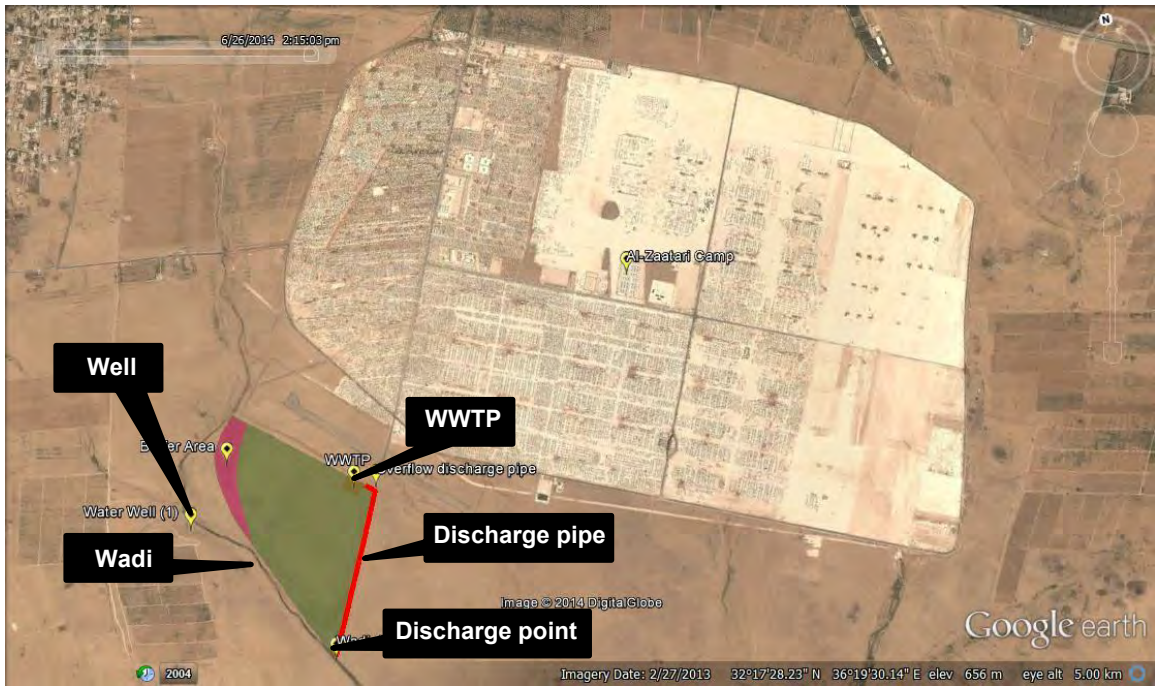 N
6/26/2014 2:15:03 pm
Al-Zaatari Camp
Well
WWTP
Area
WWTP
Overflow discharge pipe
Water Well (1)
Discharge pipe
Wadi
Image © 2014 DigitalGlobe
Discharge point
Google earth
2004
Imagery Date: 2/27/2013 32°17'28.23" N 36°19'30.14" E elev 656 m eye alt 5.00 km